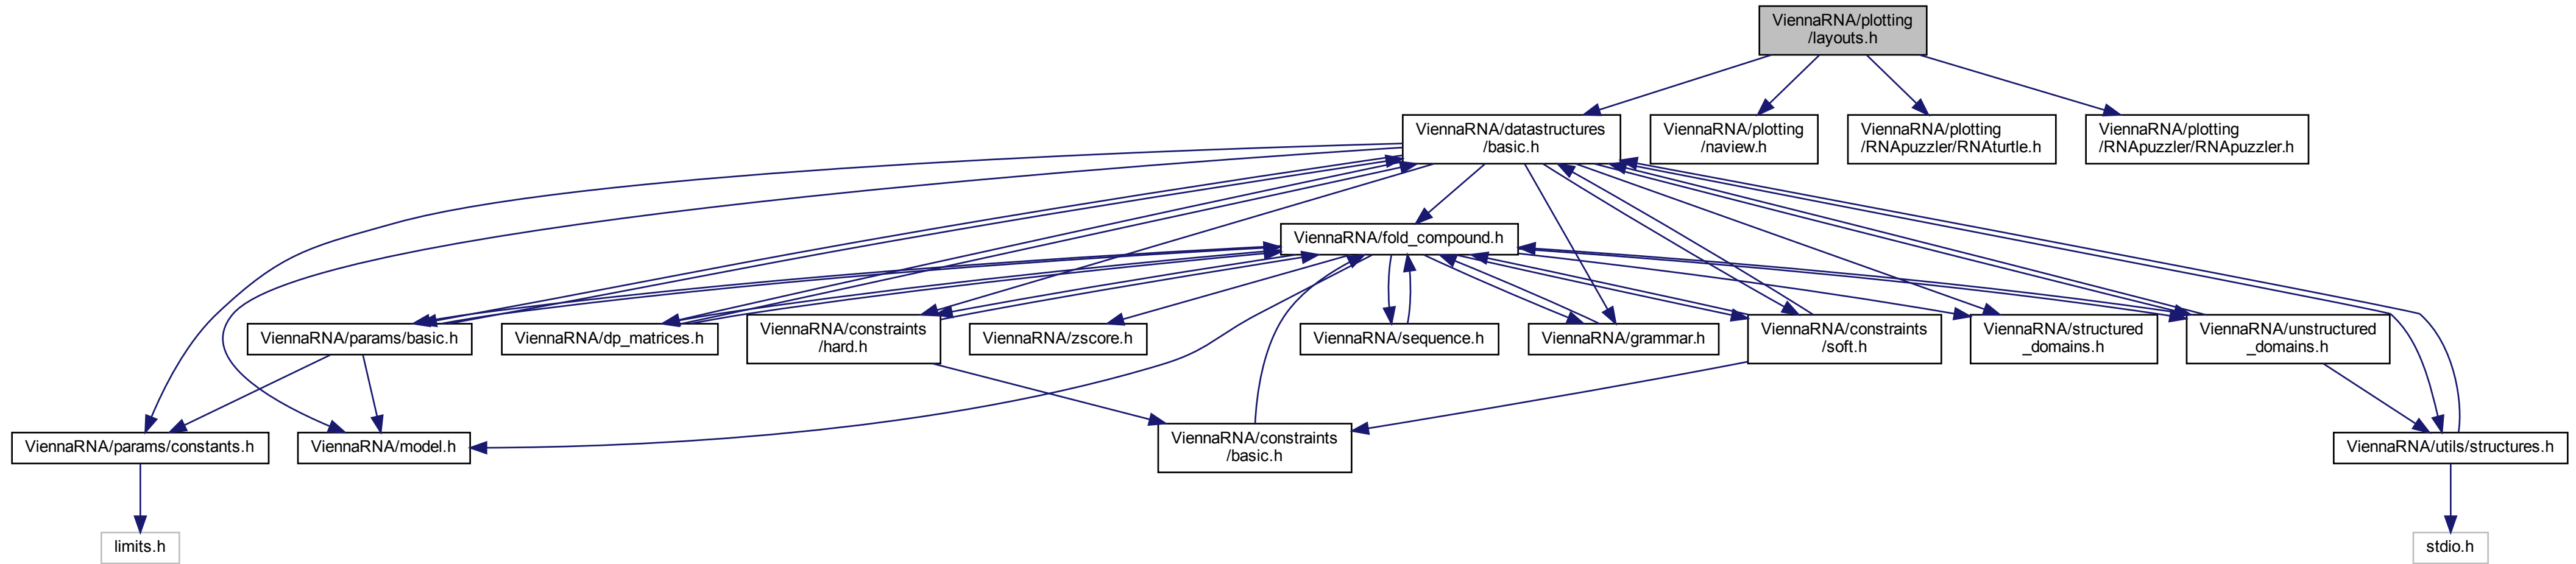 ViennaRNA/plotting
/layouts.h
ViennaRNA/datastructures
/basic.h
ViennaRNA/plotting
/naview.h
ViennaRNA/plotting
/RNApuzzler/RNAturtle.h
ViennaRNA/plotting
/RNApuzzler/RNApuzzler.h
ViennaRNA/fold_compound.h
ViennaRNA/params/basic.h
ViennaRNA/dp_matrices.h
ViennaRNA/constraints
/hard.h
ViennaRNA/zscore.h
ViennaRNA/sequence.h
ViennaRNA/grammar.h
ViennaRNA/constraints
/soft.h
ViennaRNA/structured
_domains.h
ViennaRNA/unstructured
_domains.h
ViennaRNA/params/constants.h
ViennaRNA/model.h
ViennaRNA/constraints
/basic.h
ViennaRNA/utils/structures.h
limits.h
stdio.h